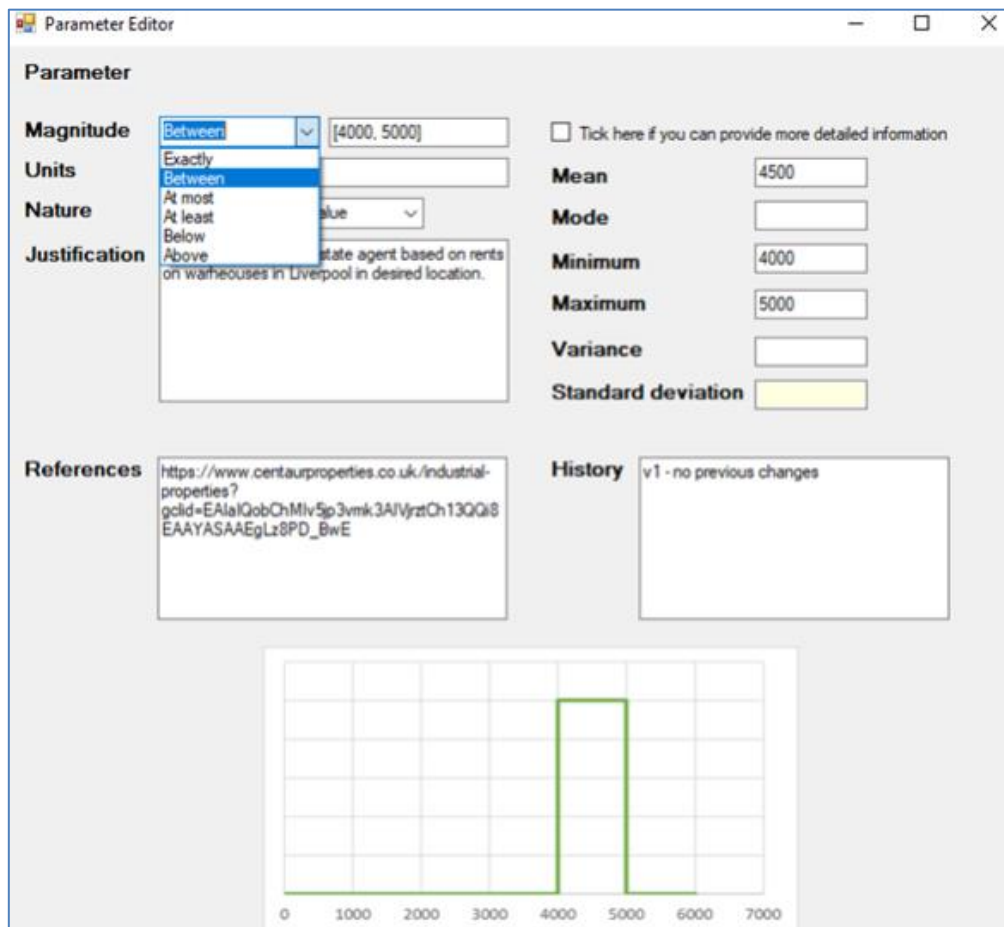 Parameter Editor
Parameter
Magnitude Between [4000, 5000] Tick here if you can provide more detailed information
Exactly
Units Between Mean 4500
At most
Nature At least alue Mode
Below
Justification Above state agent based on rents Minimum 4000
on warheouses in Liverpool in desired location.
Maximum 5000
Variance
Standard deviation
References https://www.centaurproperties.co.uk/industrial- History v1 - no previous changes
properties?
EAAYASAAEgLz8PD_BwE
0 1000 2000 3000 4000 5000 6000 7000